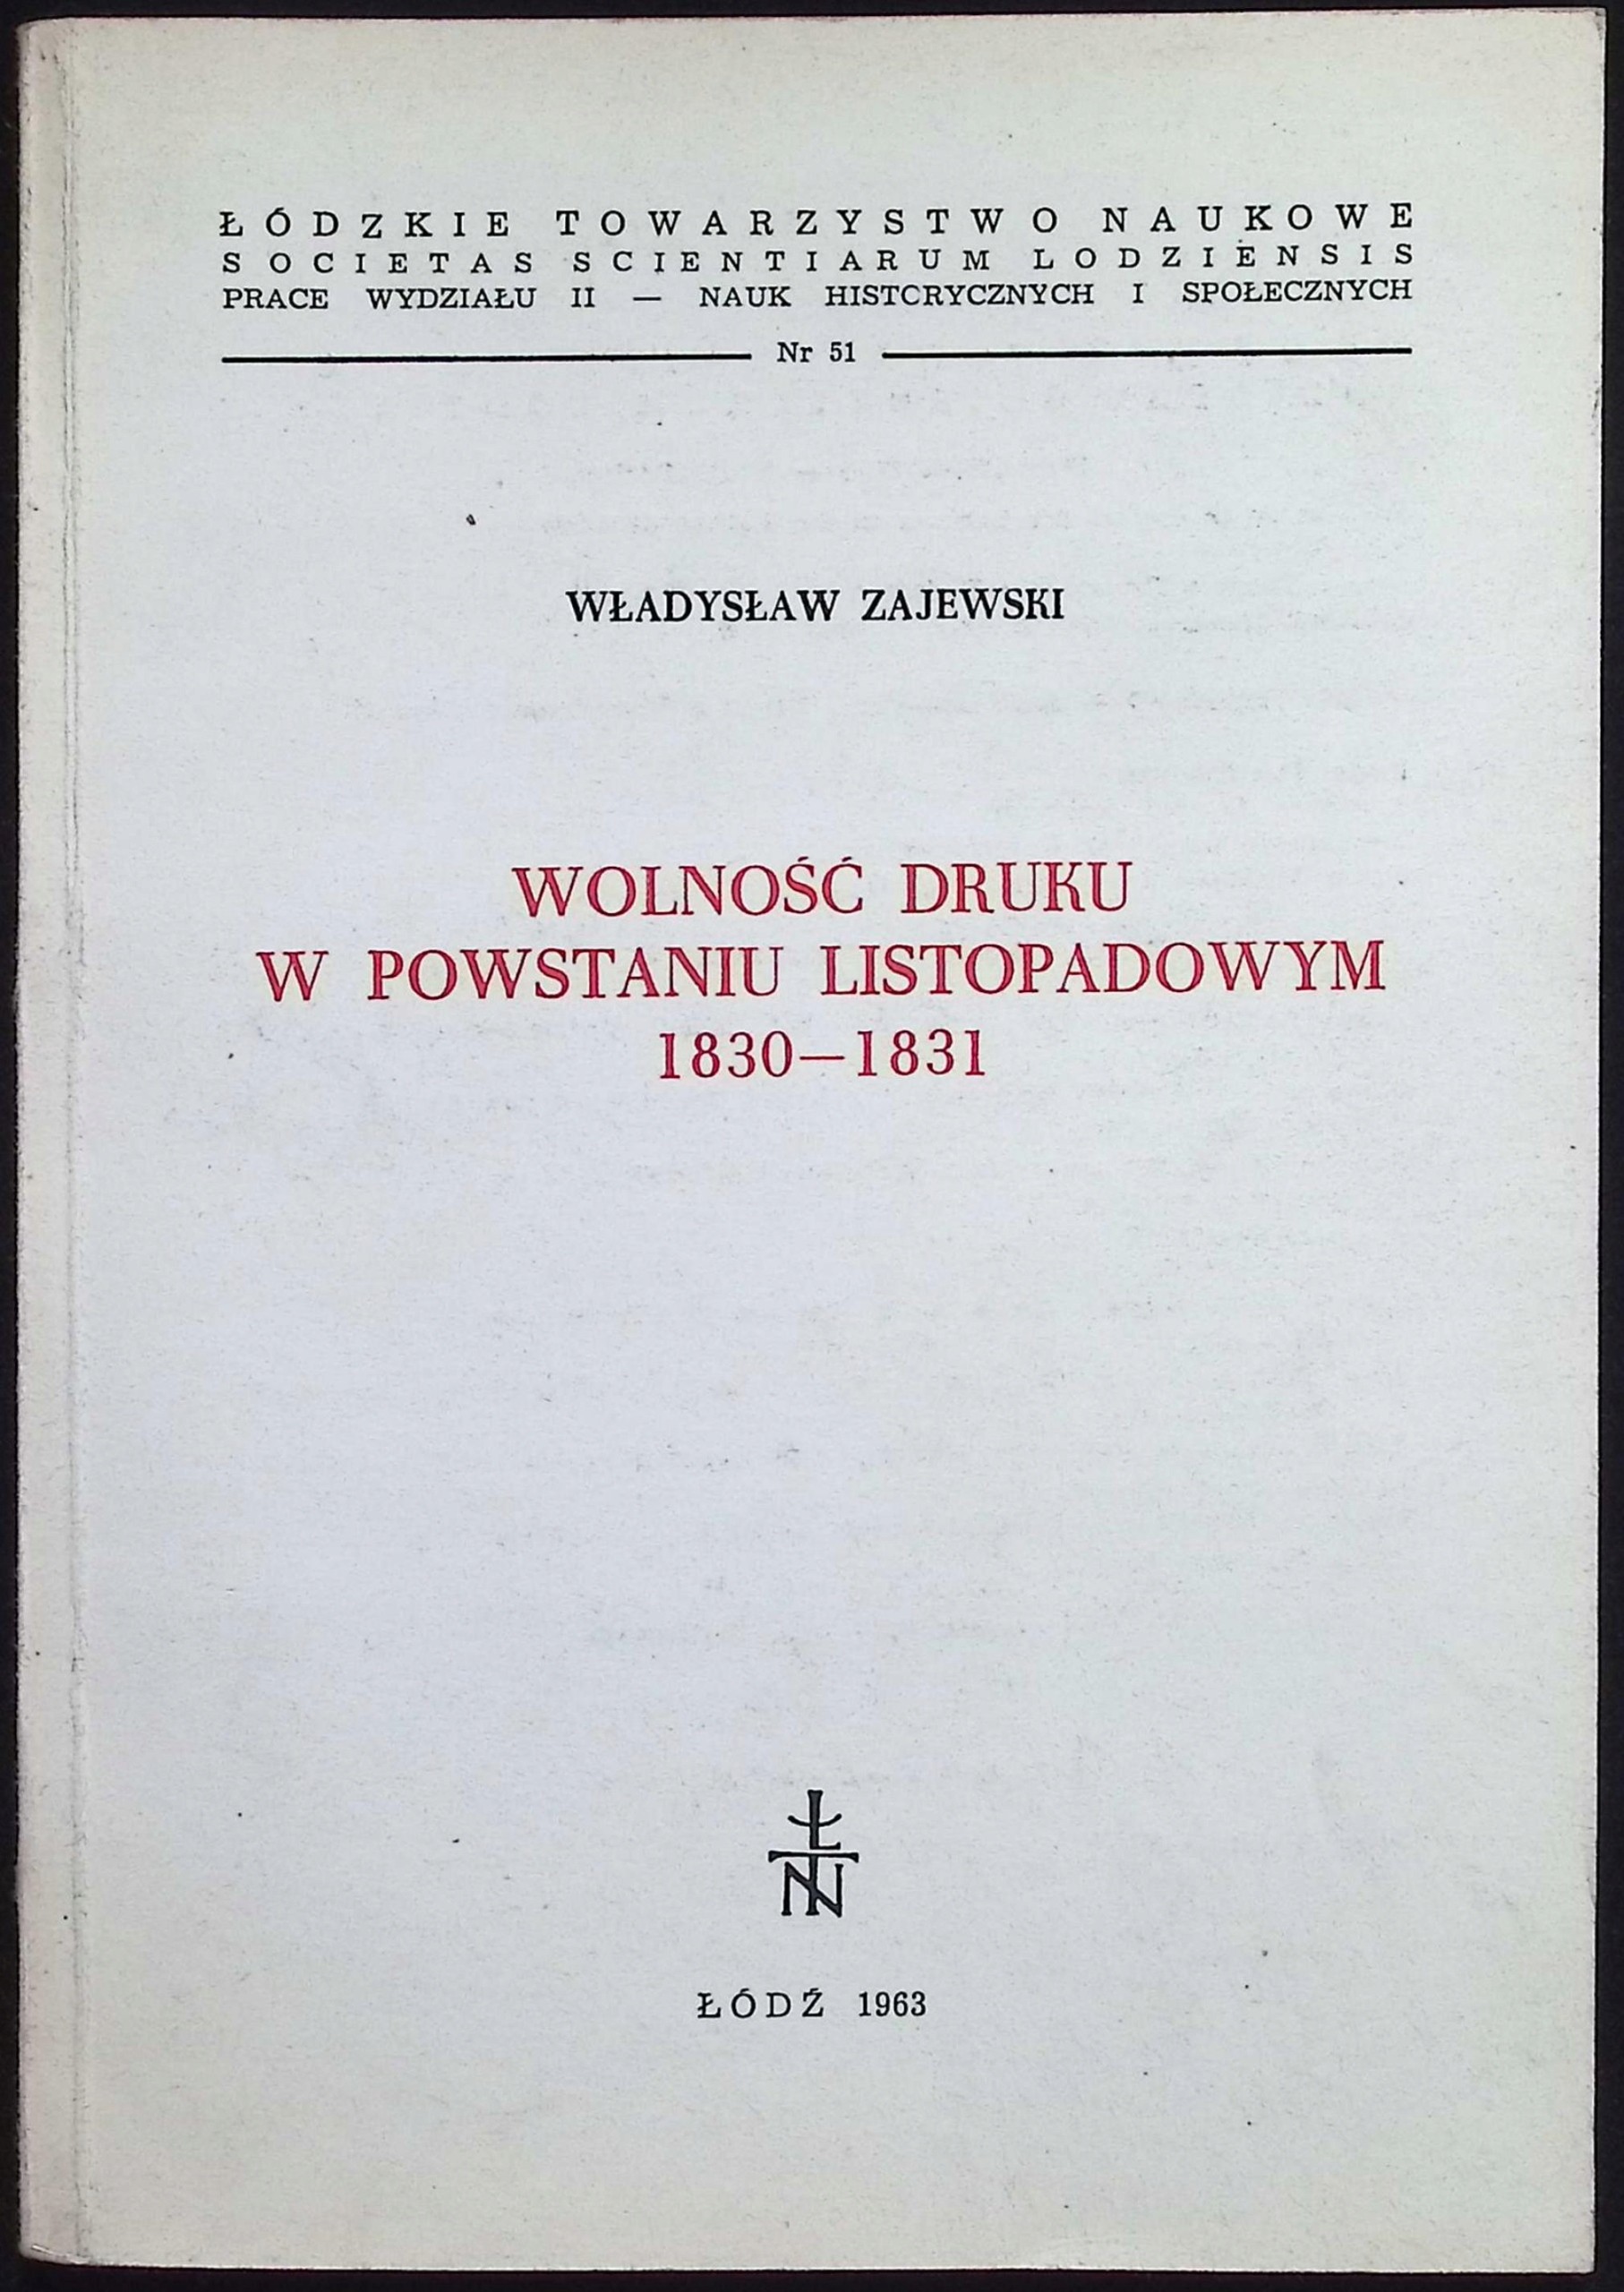 ŁÓDZKIE TOWARZYSTWO NAUKOWE
SOCIETAS SCIENTIARUM LODZIENSIS
PRACE WYDZIAŁU II — NAUK HISTORYCZNYCH I SPOŁECZNYCH
Nr 51
WŁADYSŁAW ZAJEWSKI
WOLNOŚĆ DRUKU
W POWSTANIU LISTOPADOWYM
1830—1831
ŁTN
ŁÓDŹ 1963